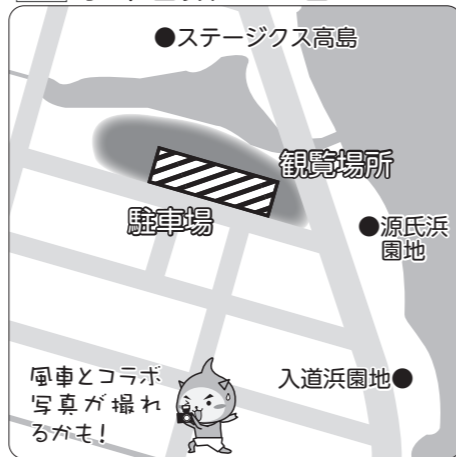 ●ステージクス高島
観覧場所
駐車場
●源氏浜
園地
入道浜園地●
風車とコラボ
写真が撮れ
るかも！